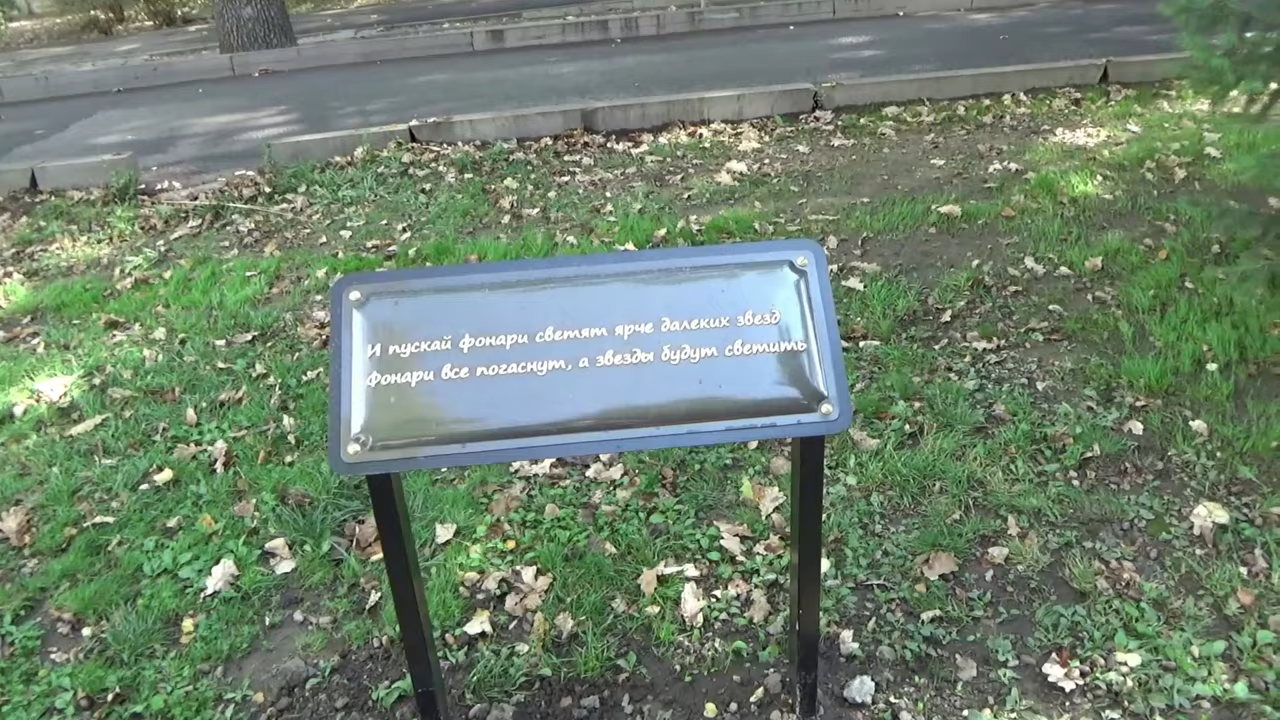 И пускай фонари светят ярче далеких звезд
Фонари все погаснут, а звезды будут светить